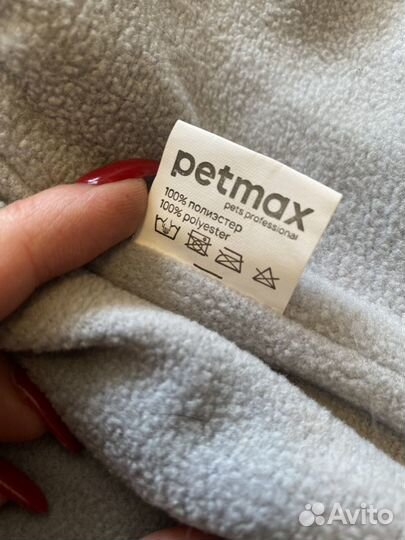 petmax
pets professional
100% полиэстер
100% polyester
Avito